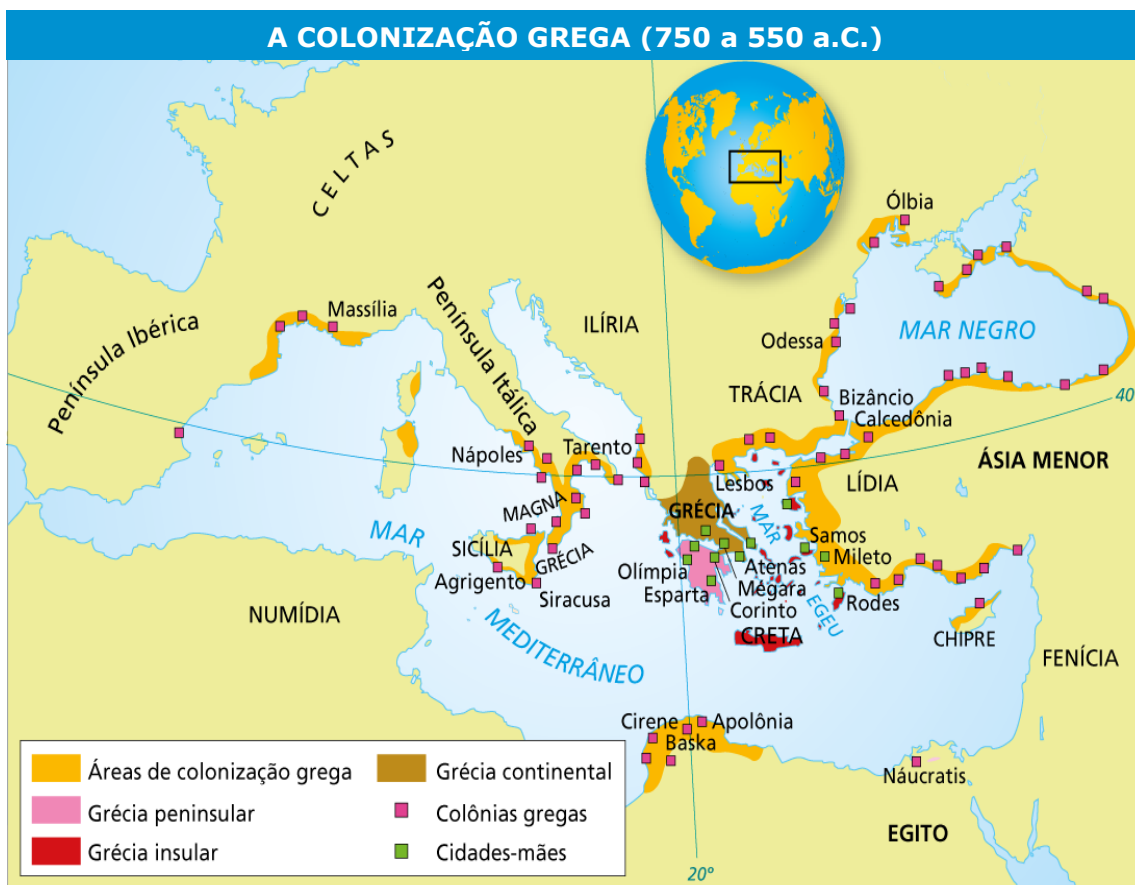 A COLONIZAÇÃO GREGA (750 a 550 a.C.)
CELTAS
Ólbia
Massília
Península Ibérica
Península Itálica
ILÍRIA
MAR NEGRO
Odessa
TRÁCIA
Bizâncio
Calcedônia
40
Nápoles
Tarento
Lesbos
LÍDIA
ÁSIA MENOR
MAGNA
GRÉCIA
MAR
GRÉCIA
MAR
EGEU
SICÍLIA
Samos
Mileto
Agrigento
Siracusa
Olímpia
Atenas
Mégara
Esparta
Corinto
Rodes
NUMÍDIA
MEDITERRÂNEO
CRETA
CHIPRE
FENÍCIA
Cirene
Apolônia
Baska
Náucratis
EGITO
20º
Áreas de colonização grega
Grécia peninsular
Grécia insular
Grécia continental
Colônias gregas
Cidades-mães